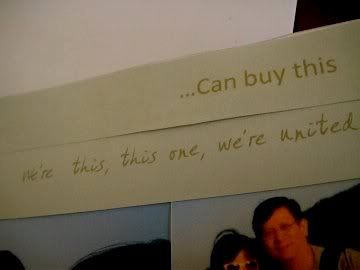 ...Can buy this
we're this, this one, we're united